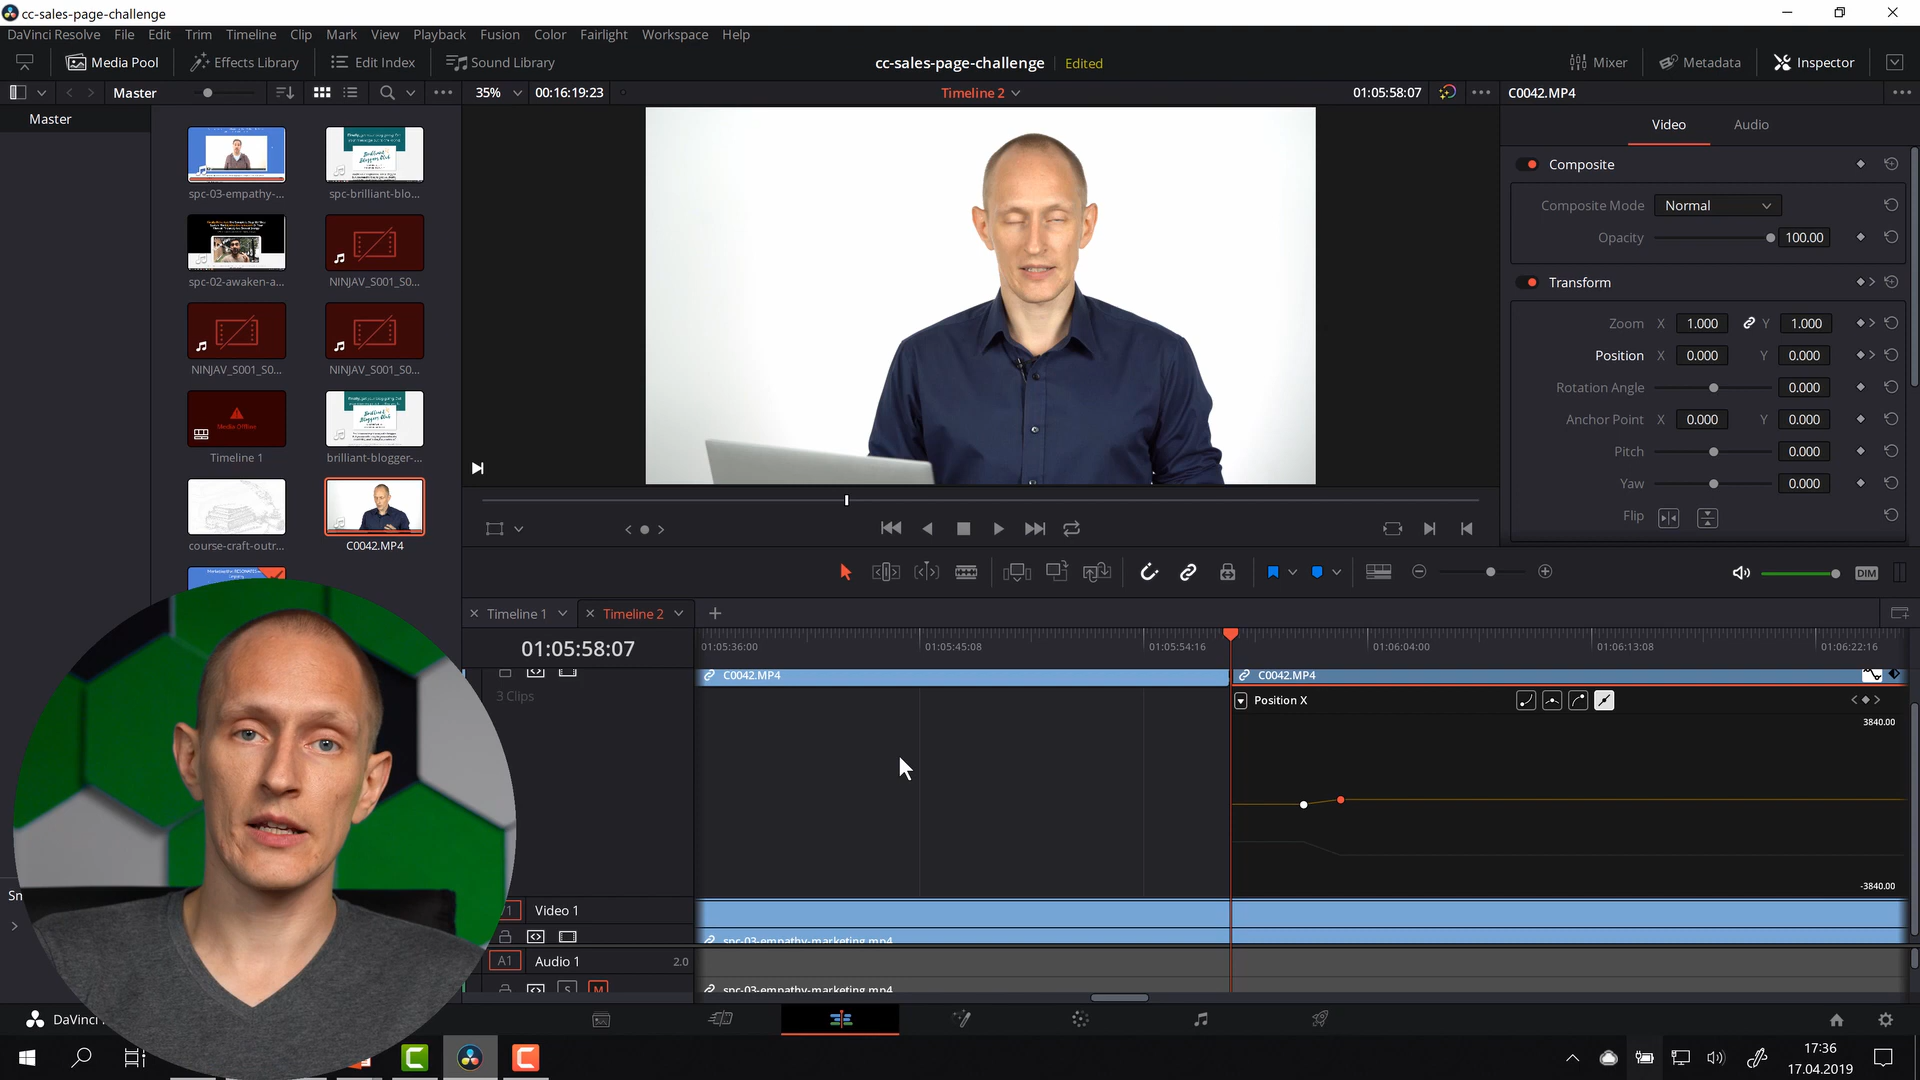 cc-sales-page-challenge
DaVinci Resolve File Edit Trim Timeline Clip Mark View Playback Fusion Color Fairlight Workspace Help
Media Pool Effects Library Edit Index Sound Library cc-sales-page-challenge Edited Mixer Metadata Inspector
Master 35% 00:16:19:23 Timeline 2 01:05:58:07 C0042.MP4
Master
Video Audio
Composite
Composite Mode Normal
Opacity 100.00
Transform
Zoom X 1.000 Y 1.000
Position X 0.000 Y 0.000
Rotation Angle 0.000
Anchor Point X 0.000 Y 0.000
Pitch 0.000
Yaw 0.000
Flip
spc-03-empathy-... spc-brilliant-blo...
spc-02-awaken-a... NINJAV_S001_S0...
NINJAV_S001_S0... NINJAV_S001_S0...
Media Offline
Timeline 1 brilliant-blogger-...
course-craft-outr... C0042.MP4
DIM
Timeline 1 Timeline 2
01:05:58:07
01:05:36:00 01:05:45:08 01:05:54:16 01:06:04:00 01:06:13:08 01:06:22:16
C0042.MP4 C0042.MP4
3 Clips
Position X
3840.00
-3840.00
Video 1
spc-03-empathy-marketing.mp4
A1 Audio 1 2.0
S M
spc-03-empathy-marketing.mp4
Sn
DaVinci
17:36
17.04.2019